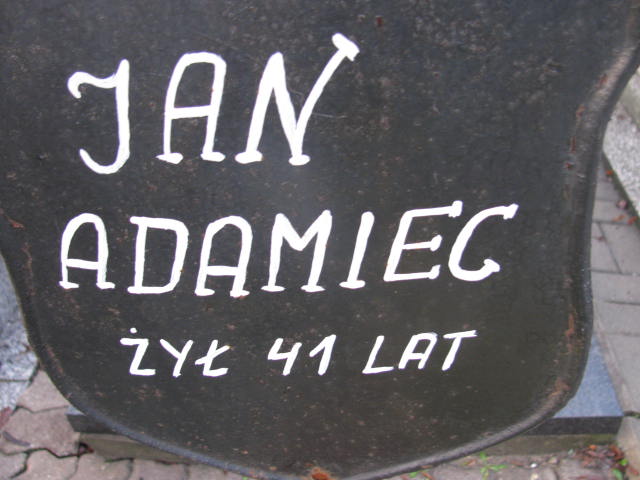 JAN
ADAMIEC
ŻYŁ 41 LAT